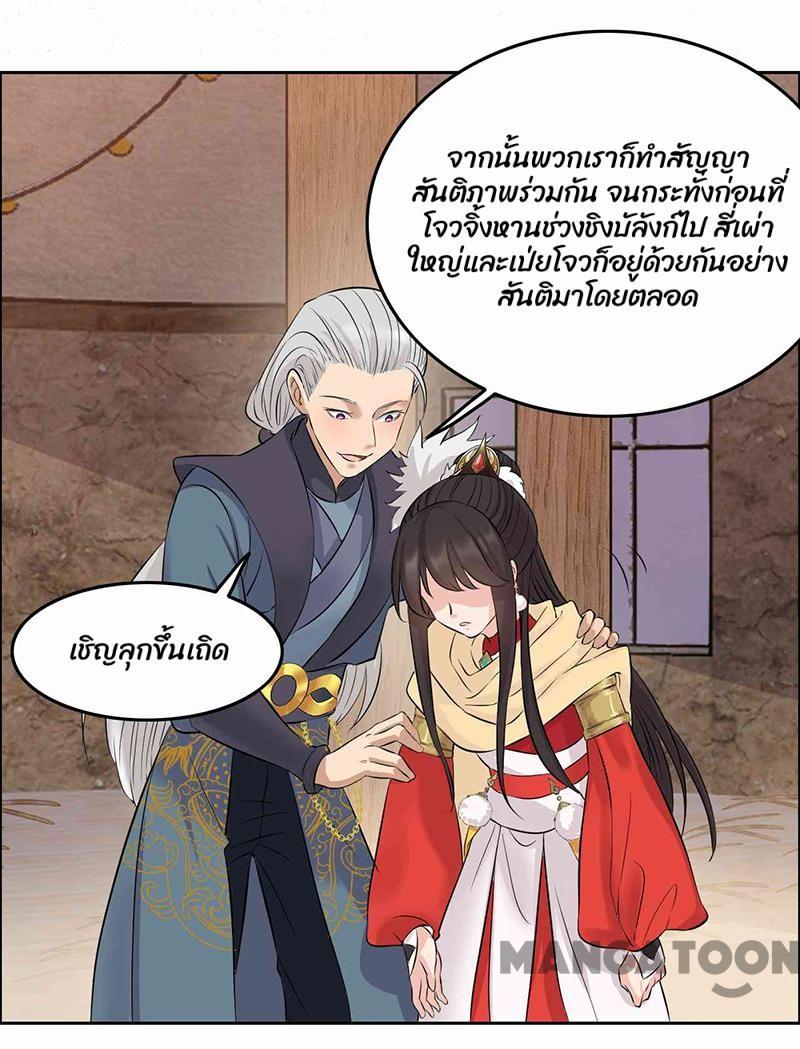 จากนั้นพวกเราก็ทำสัญญา
สันติภาพร่วมกัน จนกระทั่งก่อนที่
โจวจิ้งหานช่วงชิงบัลังก์ไป สี่เผ่า
ใหญ่และเป่ยโจวก็อยู่ด้วยกันอย่าง
สันติมาโดยตลอด
เชิญลุกขึ้นเถิด
MANGATOON